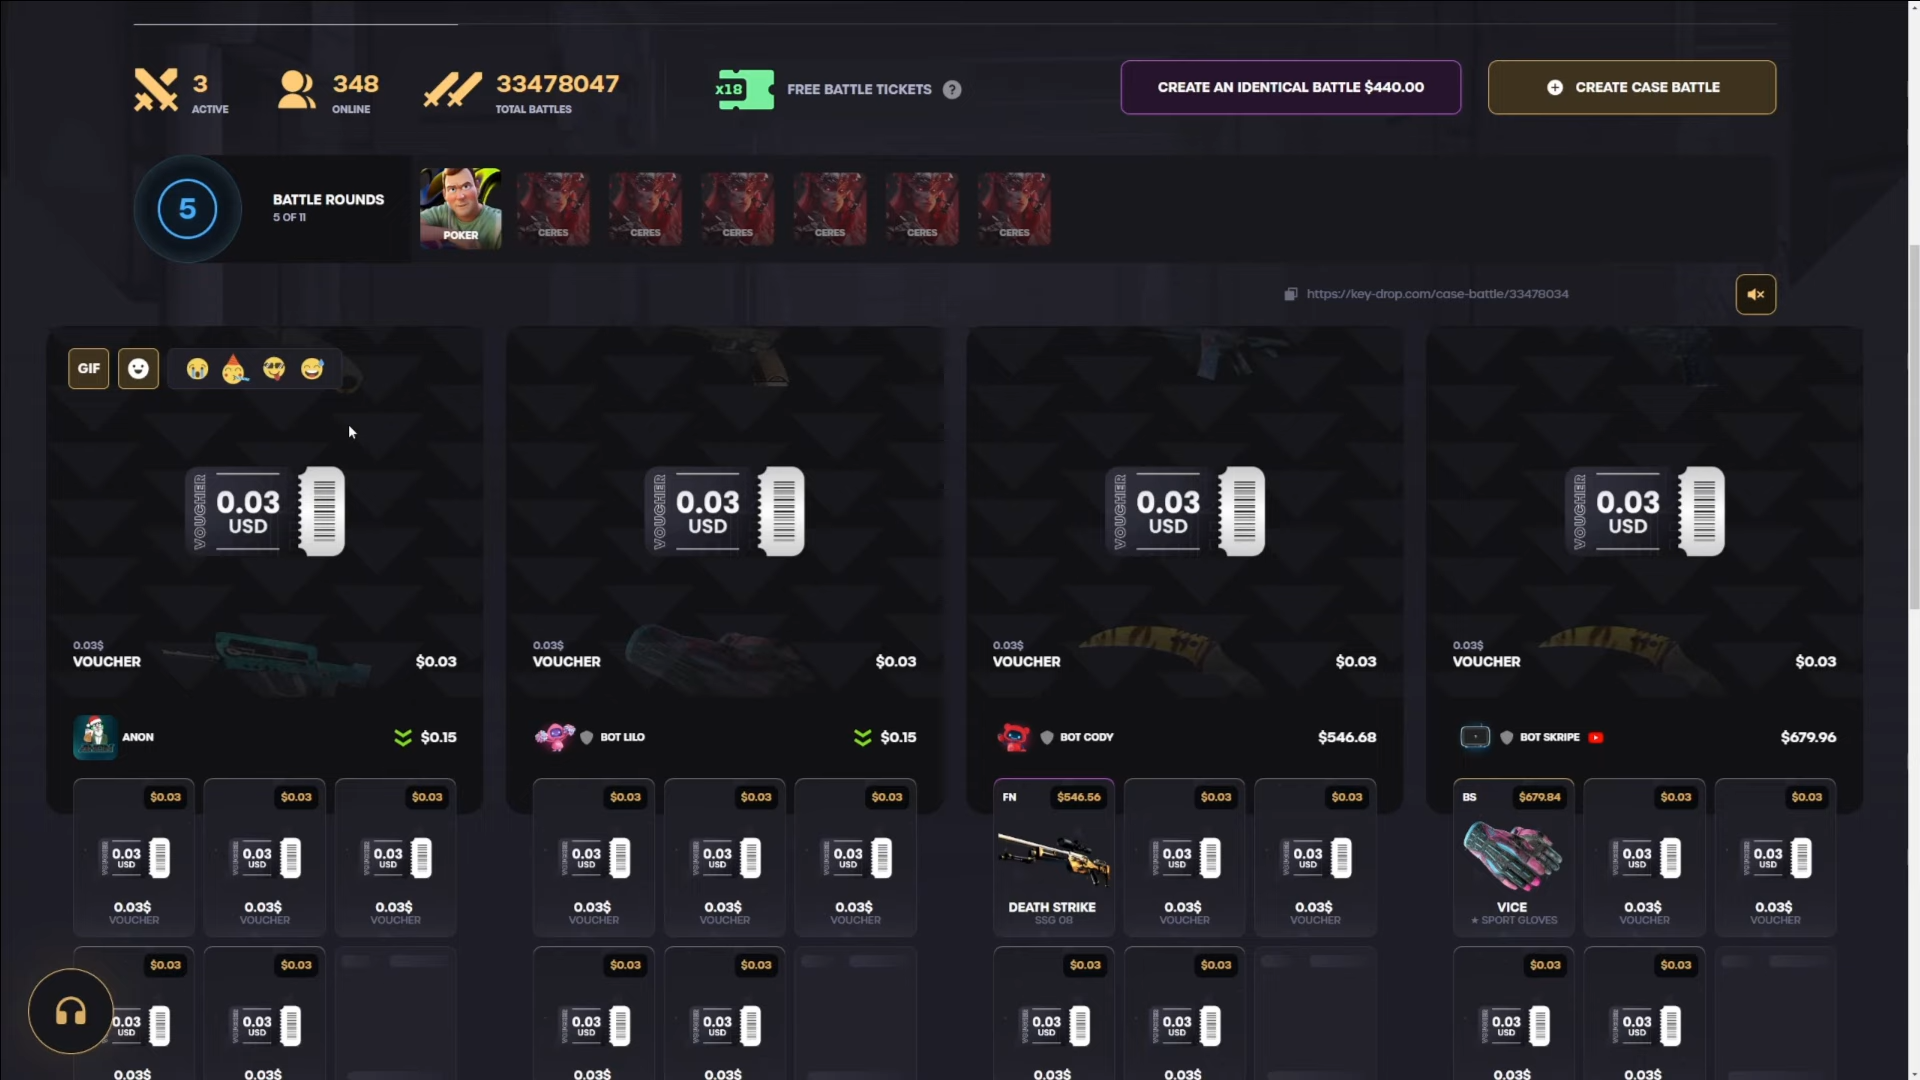 3
ACTIVE
348
ONLINE
33478047
TOTAL BATTLES
x18
FREE BATTLE TICKETS ?
CREATE AN IDENTICAL BATTLE $440.00
CREATE CASE BATTLE
5
BATTLE ROUNDS
5 OF 11
POKER
CERES
CERES
CERES
CERES
CERES
CERES
https://key-drop.com/case-battle/33478034
GIF
VOUCHER
0.03
USD
VOUCHER
0.03
USD
VOUCHER
0.03
USD
VOUCHER
0.03
USD
0.03$
VOUCHER
$0.03
0.03$
VOUCHER
$0.03
0.03$
VOUCHER
$0.03
0.03$
VOUCHER
$0.03
ANON
$0.15
BOT LILO
$0.15
BOT CODY
$546.68
BOT SKRIPE
$679.96
$0.03
0.03
USD
0.03$
VOUCHER
$0.03
0.03
USD
0.03$
VOUCHER
$0.03
0.03
USD
0.03$
VOUCHER
$0.03
0.03
USD
0.03$
VOUCHER
$0.03
0.03
USD
0.03$
VOUCHER
$0.03
0.03
USD
0.03$
VOUCHER
FN
$546.56
DEATH STRIKE
SSG 08
$0.03
0.03
USD
0.03$
VOUCHER
$0.03
0.03
USD
0.03$
VOUCHER
BS
$679.84
VICE
★ SPORT GLOVES
$0.03
0.03
USD
0.03$
VOUCHER
$0.03
0.03
USD
0.03$
VOUCHER
$0.03
0.03
USD
0.03$
$0.03
0.03
USD
0.03$
$0.03
0.03
USD
0.03$
$0.03
0.03
USD
0.03$
$0.03
0.03
USD
0.03$
$0.03
0.03
USD
0.03$
$0.03
0.03
USD
0.03$
$0.03
0.03
USD
0.03$